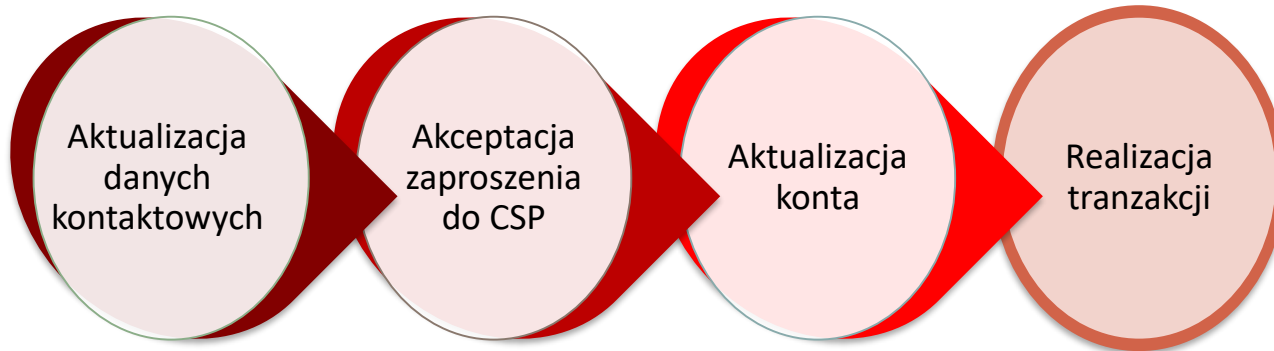 Aktualizacja
danych
kontaktowych
Akceptacja
zaproszenia
do CSP
Aktualizacja
konta
Realizacja
tranzakcji